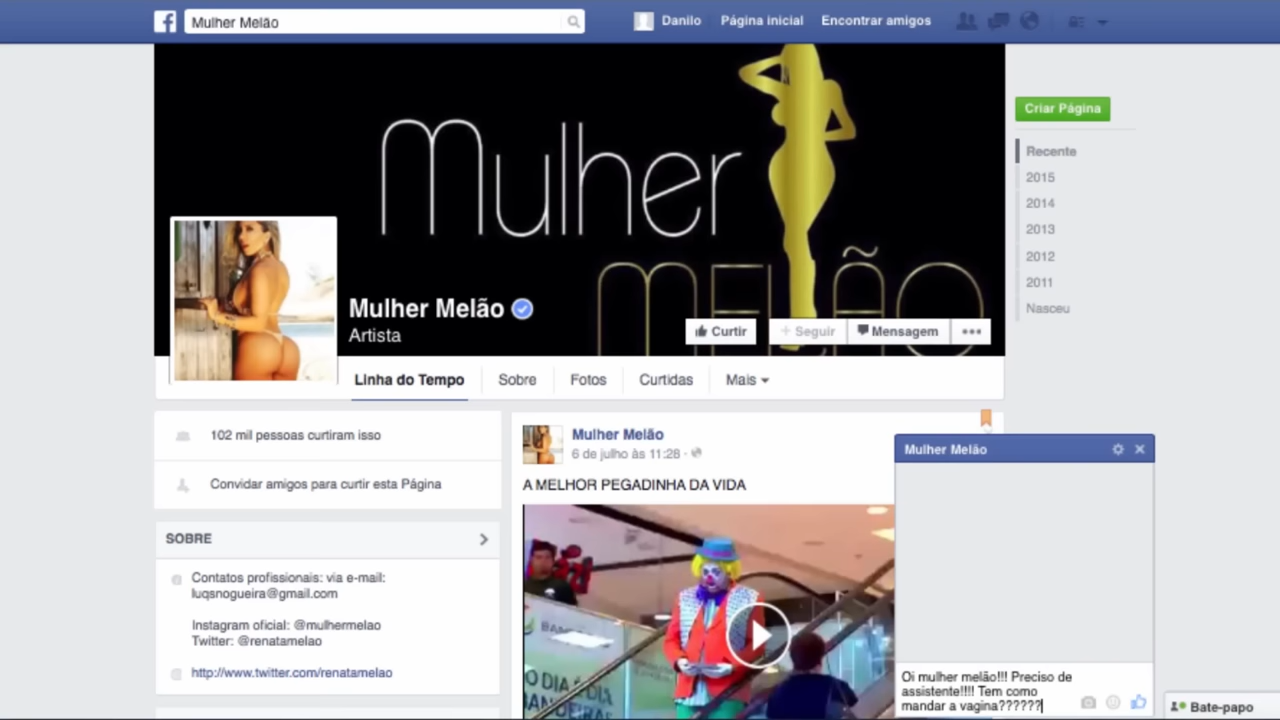 Mulher Melão
Danilo
Página inicial
Encontrar amigos
Mulher
MELÃO
Criar Página
Recente
2015
2014
2013
2012
2011
Nasceu
Mulher Melão
Artista
Curtir
+ Seguir
Mensagem
Linha do Tempo
Sobre
Fotos
Curtidas
Mais
102 mil pessoas curtiram isso
Convidar amigos para curtir esta Página
SOBRE
Contatos profissionais: via e-mail:
luqsnogueira@gmail.com
Instagram oficial: @mulhermelao
Twitter: @renatamelao
http://www.twitter.com/renatamelao
Mulher Melão
6 de julho às 11:28
A MELHOR PEGADINHA DA VIDA
Mulher Melão
Oi mulher melão!!! Preciso de
assistente!!!! Tem como
mandar a vagina??????
Bate-papo